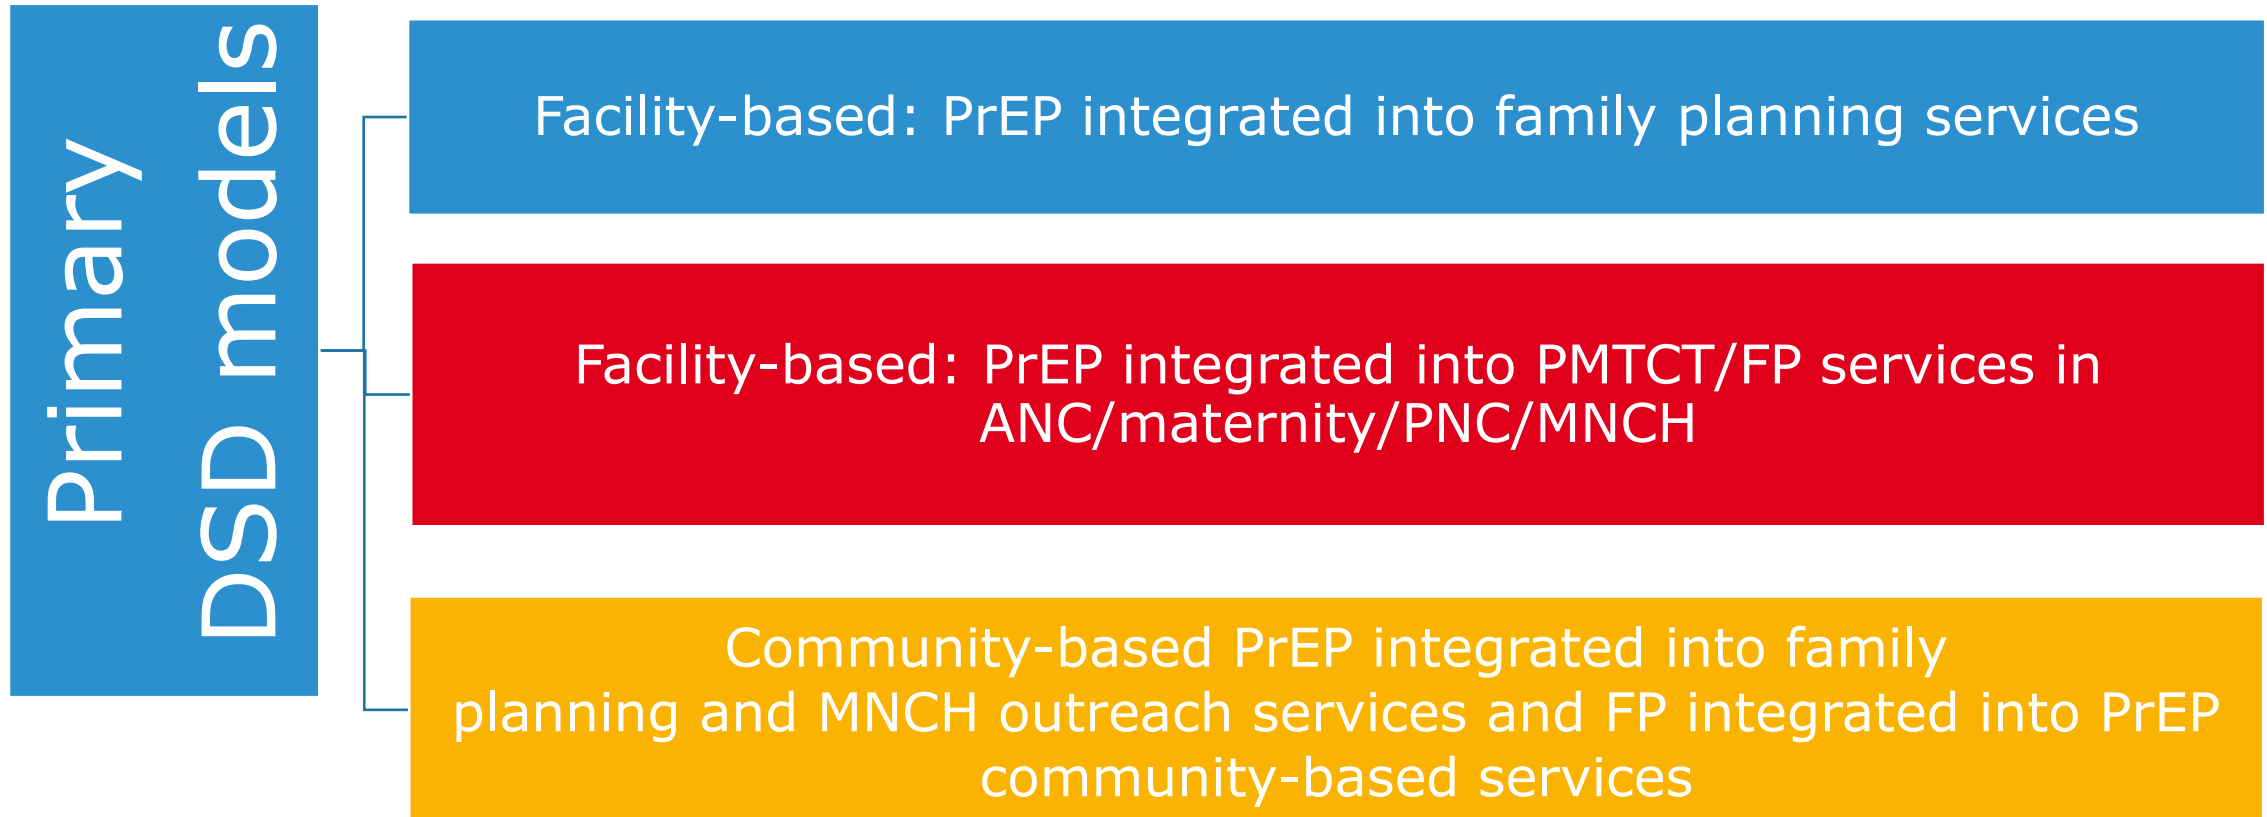 Primary
DSD models
Facility-based: PrEP integrated into family planning services
Facility-based: PrEP integrated into PMTCT/FP services in
ANC/maternity/PNC/MNCH
Community-based PrEP integrated into family
planning and MNCH outreach services and FP integrated into PrEP
community-based services